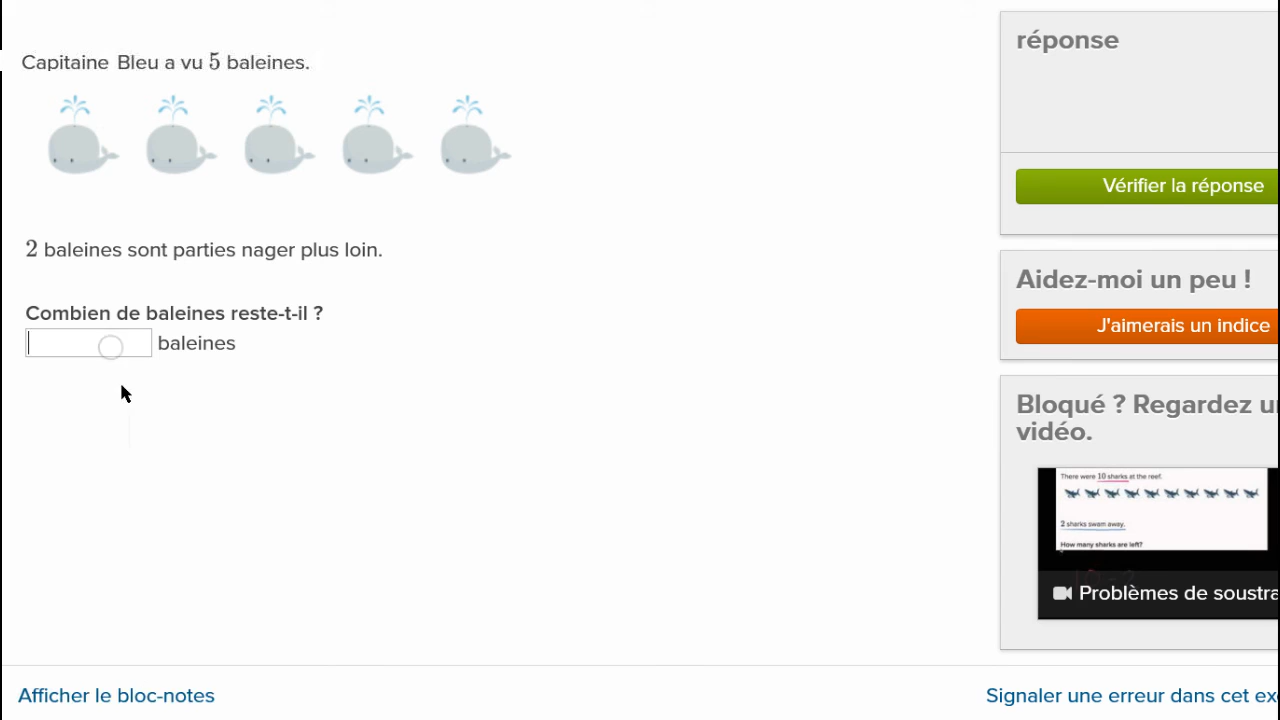 Capitaine Bleu a vu 5 baleines.
2 baleines sont parties nager plus loin.
Combien de baleines reste-t-il ?
baleines
réponse
Vérifier la réponse
Aidez-moi un peu !
J'aimerais un indice
Bloqué ? Regardez u
vidéo.
There were 10 sharks at the reef.
2 sharks swam away.
How many sharks are left?
Problèmes de soustra
Afficher le bloc-notes
Signaler une erreur dans cet ex